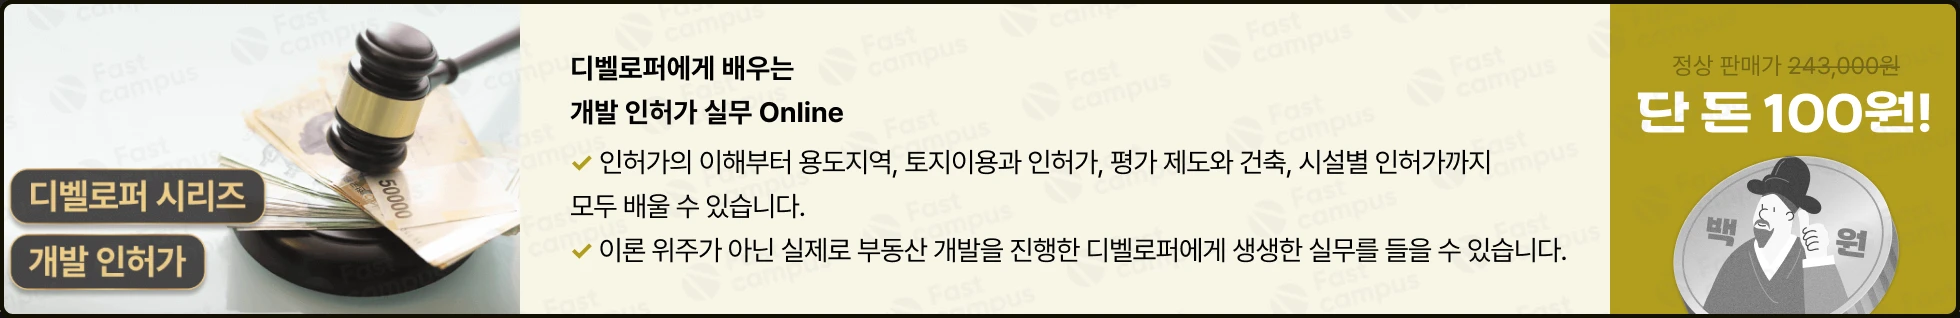 디벨로퍼 시리즈
개발 인허가
50000
디벨로퍼에게 배우는
개발 인허가 실무 Online
✓ 인허가의 이해부터 용도지역, 토지이용과 인허가, 평가 제도와 건축, 시설별 인허가까지
모두 배울 수 있습니다.
✓ 이론 위주가 아닌 실제로 부동산 개발을 진행한 디벨로퍼에게 생생한 실무를 들을 수 있습니다.
정상 판매가 243,000원
단 돈 100원!
백 원
Fast campus